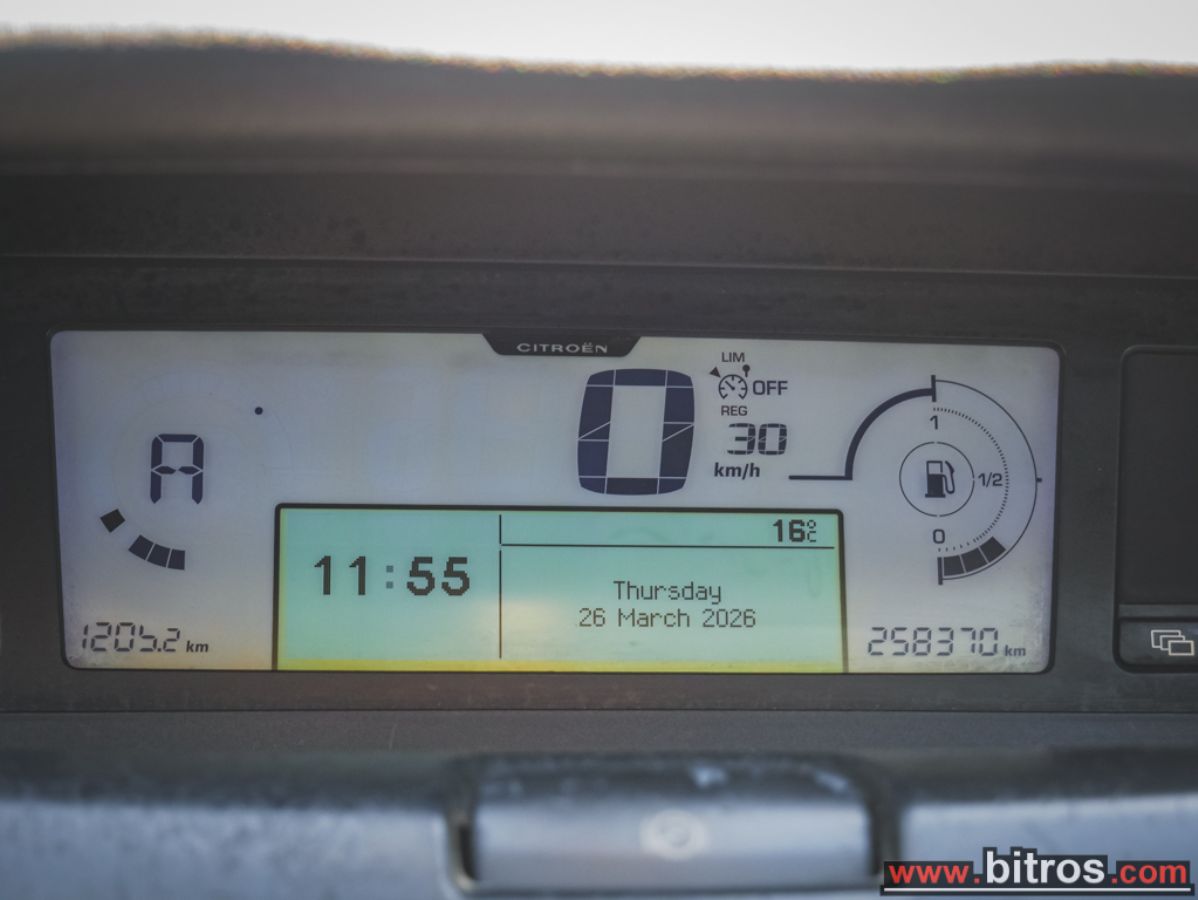 CITROËN
LIM
OFF
REG
30
km/h
0
A
1
1/2
0
16°C
11:55
Thursday
26 March 2026
1205.2 km
258370 km
www.bitros.com